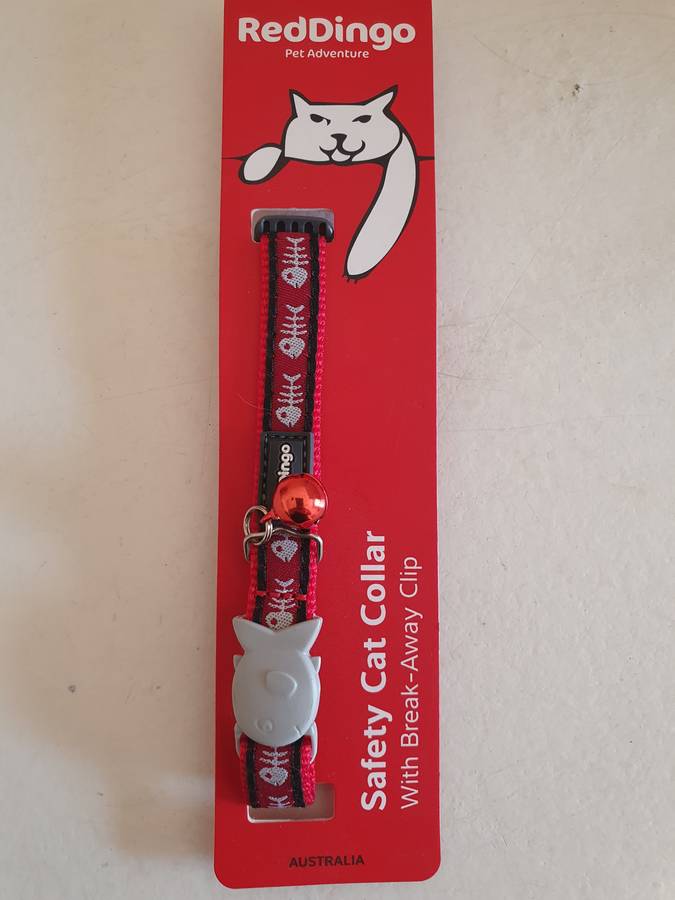 RedDingo
Pet Adventure
Safety Cat Collar
With Break-Away Clip
AUSTRALIA